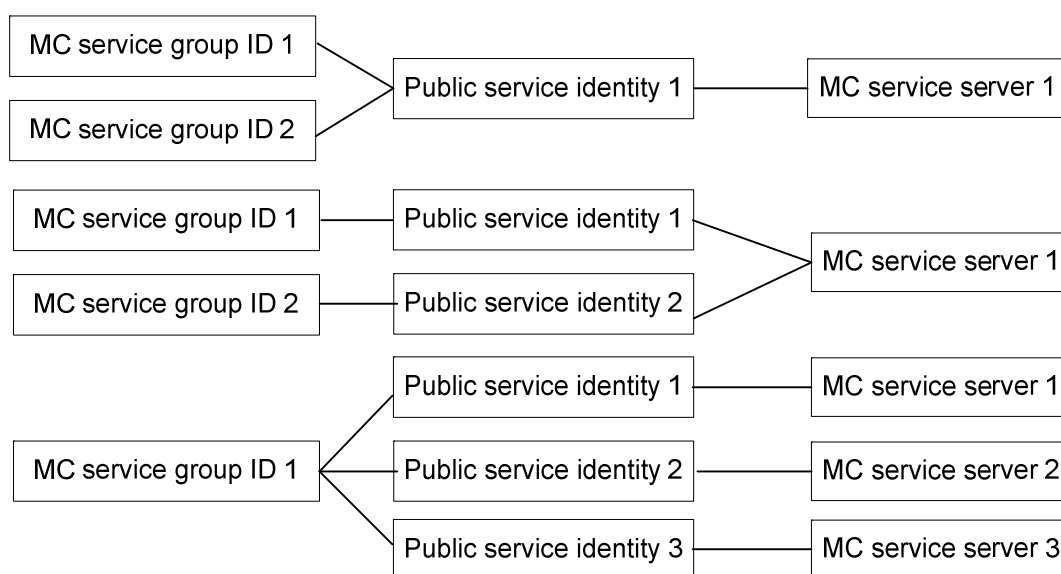 MC service group ID 1
Public service identity 1
MC service server 1
MC service group ID 2
MC service group ID 1
Public service identity 1
MC service server 1
MC service group ID 2
Public service identity 2
Public service identity 1
MC service server 1
MC service group ID 1
Public service identity 2
MC service server 2
Public service identity 3
MC service server 3